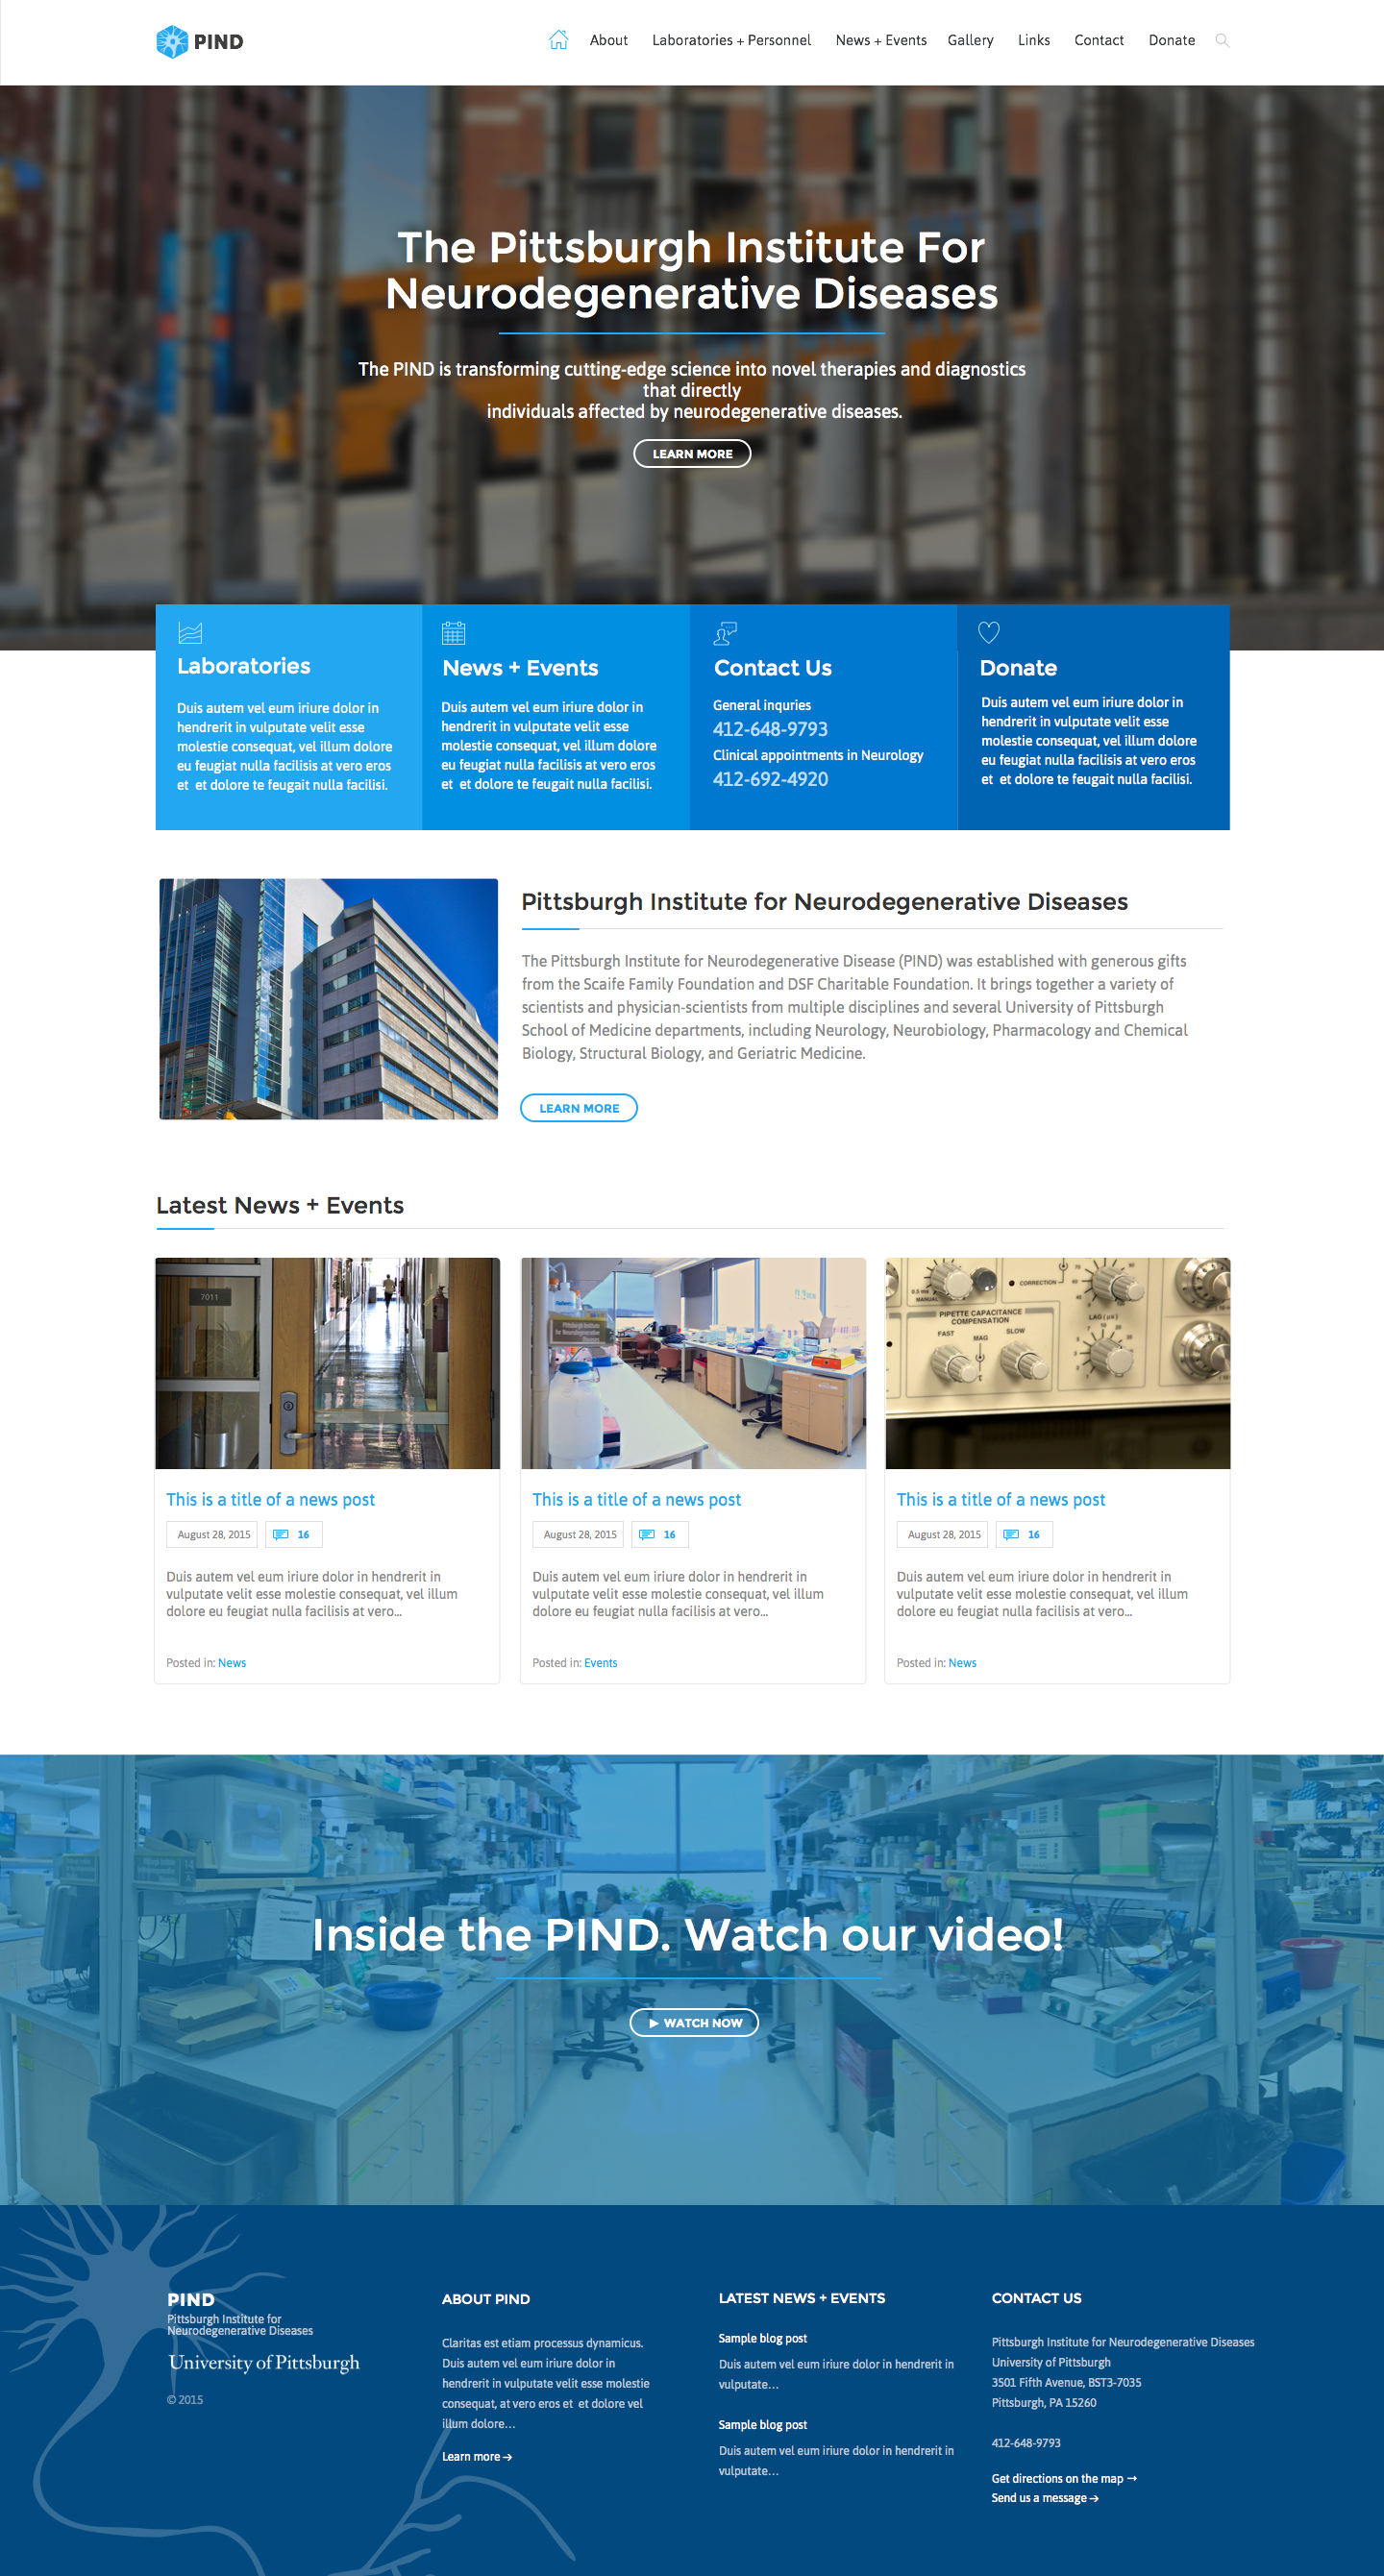 PIND
About Laboratories + Personnel News + Events Gallery Links Contact Donate
The Pittsburgh Institute For
Neurodegenerative Diseases
The PIND is transforming cutting-edge science into novel therapies and diagnostics
that directly
individuals affected by neurodegenerative diseases.
LEARN MORE
Laboratories
Duis autem vel eum iriure dolor in
hendrerit in vulputate velit esse
molestie consequat, vel illum dolore
eu feugiat nulla facilisis at vero eros
et et dolore te feugait nulla facilisi.
News + Events
Duis autem vel eum iriure dolor in
hendrerit in vulputate velit esse
molestie consequat, vel illum dolore
eu feugiat nulla facilisis at vero eros
et et dolore te feugait nulla facilisi.
Contact Us
General inquries
412-648-9793
Clinical appointments in Neurology
412-692-4920
Donate
Duis autem vel eum iriure dolor in
hendrerit in vulputate velit esse
molestie consequat, vel illum dolore
eu feugiat nulla facilisis at vero eros
et et dolore te feugait nulla facilisi.
Pittsburgh Institute for Neurodegenerative Diseases
The Pittsburgh Institute for Neurodegenerative Disease (PIND) was established with generous gifts
from the Scaife Family Foundation and DSF Charitable Foundation. It brings together a variety of
scientists and physician-scientists from multiple disciplines and several University of Pittsburgh
School of Medicine departments, including Neurology, Neurobiology, Pharmacology and Chemical
Biology, Structural Biology, and Geriatric Medicine.
LEARN MORE
Latest News + Events
7011
This is a title of a news post
August 28, 2015 16
Duis autem vel eum iriure dolor in hendrerit in
vulputate velit esse molestie consequat, vel illum
dolore eu feugiat nulla facilisis at vero...
Posted in: News
Pittsburgh Institute
for Neurodegenerative
This is a title of a news post
August 28, 2015 16
Duis autem vel eum iriure dolor in hendrerit in
vulputate velit esse molestie consequat, vel illum
dolore eu feugiat nulla facilisis at vero...
Posted in: Events
0.5 ms
MANUAL
CORRECTION
PIPETTE CAPACITANCE
COMPENSATION
FAST MAG SLOW
LAG (µs)
This is a title of a news post
August 28, 2015 16
Duis autem vel eum iriure dolor in hendrerit in
vulputate velit esse molestie consequat, vel illum
dolore eu feugiat nulla facilisis at vero...
Posted in: News
Inside the PIND. Watch our video!
WATCH NOW
PIND
Pittsburgh Institute for
Neurodegenerative Diseases
University of Pittsburgh
© 2015
ABOUT PIND
Claritas est etiam processus dynamicus.
Duis autem vel eum iriure dolor in
hendrerit in vulputate velit esse molestie
consequat, at vero eros et et dolore vel
illum dolore...
Learn more →
LATEST NEWS + EVENTS
Sample blog post
Duis autem vel eum iriure dolor in hendrerit in
vulputate...
Sample blog post
Duis autem vel eum iriure dolor in hendrerit in
vulputate...
CONTACT US
Pittsburgh Institute for Neurodegenerative Diseases
University of Pittsburgh
3501 Fifth Avenue, BST3-7035
Pittsburgh, PA 15260
412-648-9793
Get directions on the map →
Send us a message →